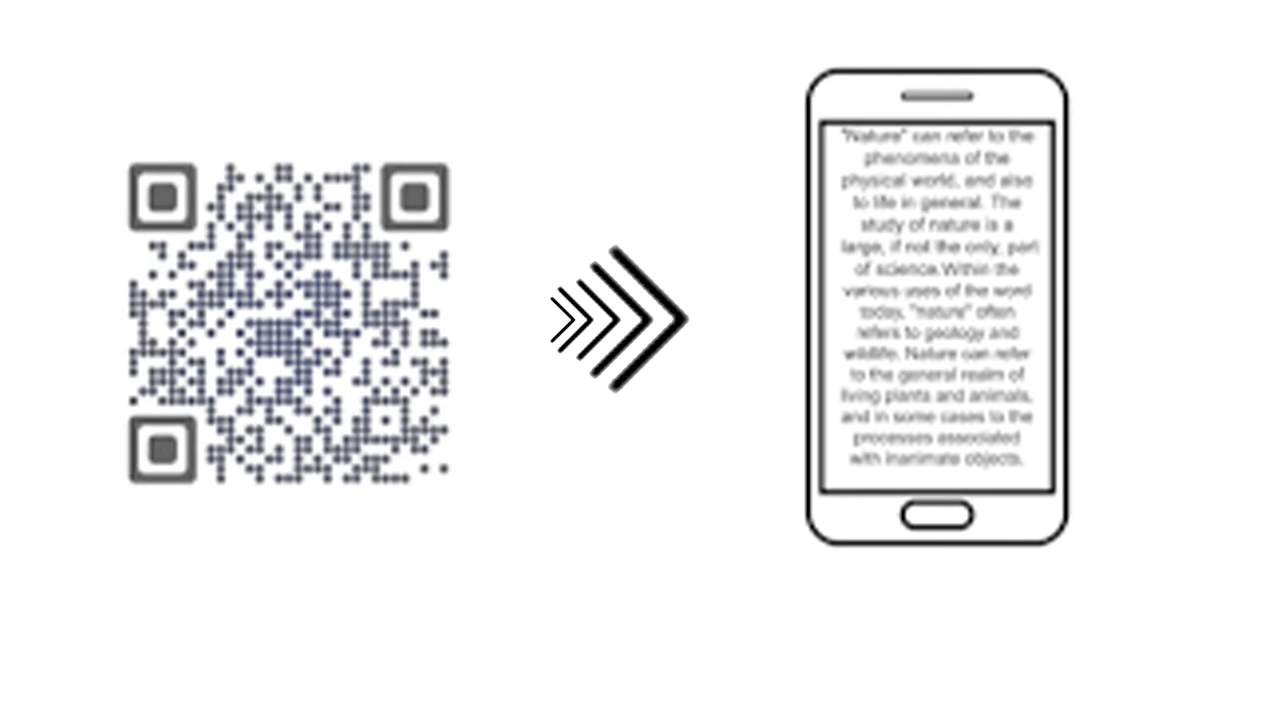 "Nature" can refer to the
phenomena of the
physical world, and also
to life in general. The
study of nature is a
large, if not the only, part
of science.Within the
various uses of the word
today, "nature" often
refers to geology and
wildlife. Nature can refer
to the general realm of
living plants and animals,
and in some cases to the
processes associated
with inanimate objects.